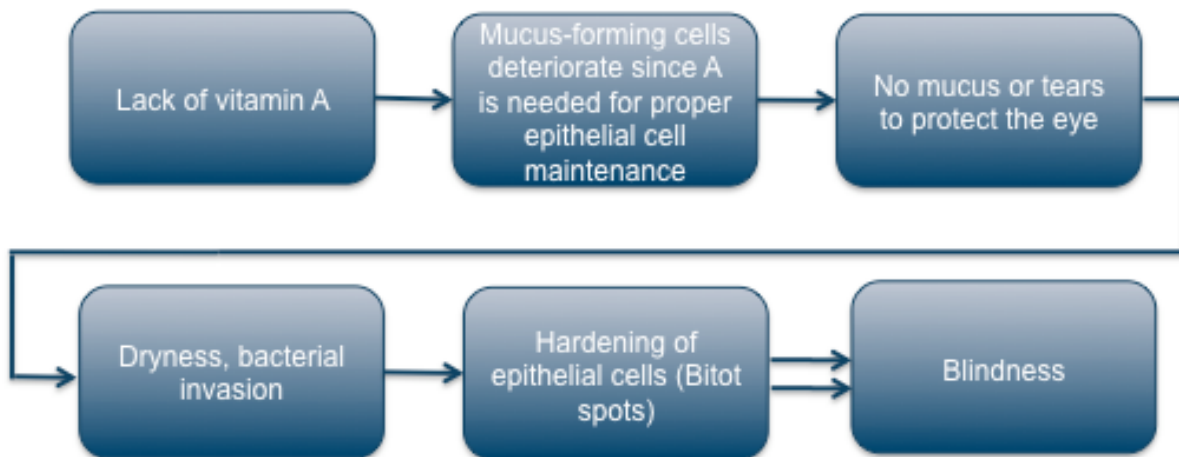 Lack of vitamin A
Mucus-forming cells
deteriorate since A
is needed for proper
epithelial cell
maintenance
No mucus or tears
to protect the eye
Dryness, bacterial
invasion
Hardening of
epithelial cells (Bitot
spots)
Blindness